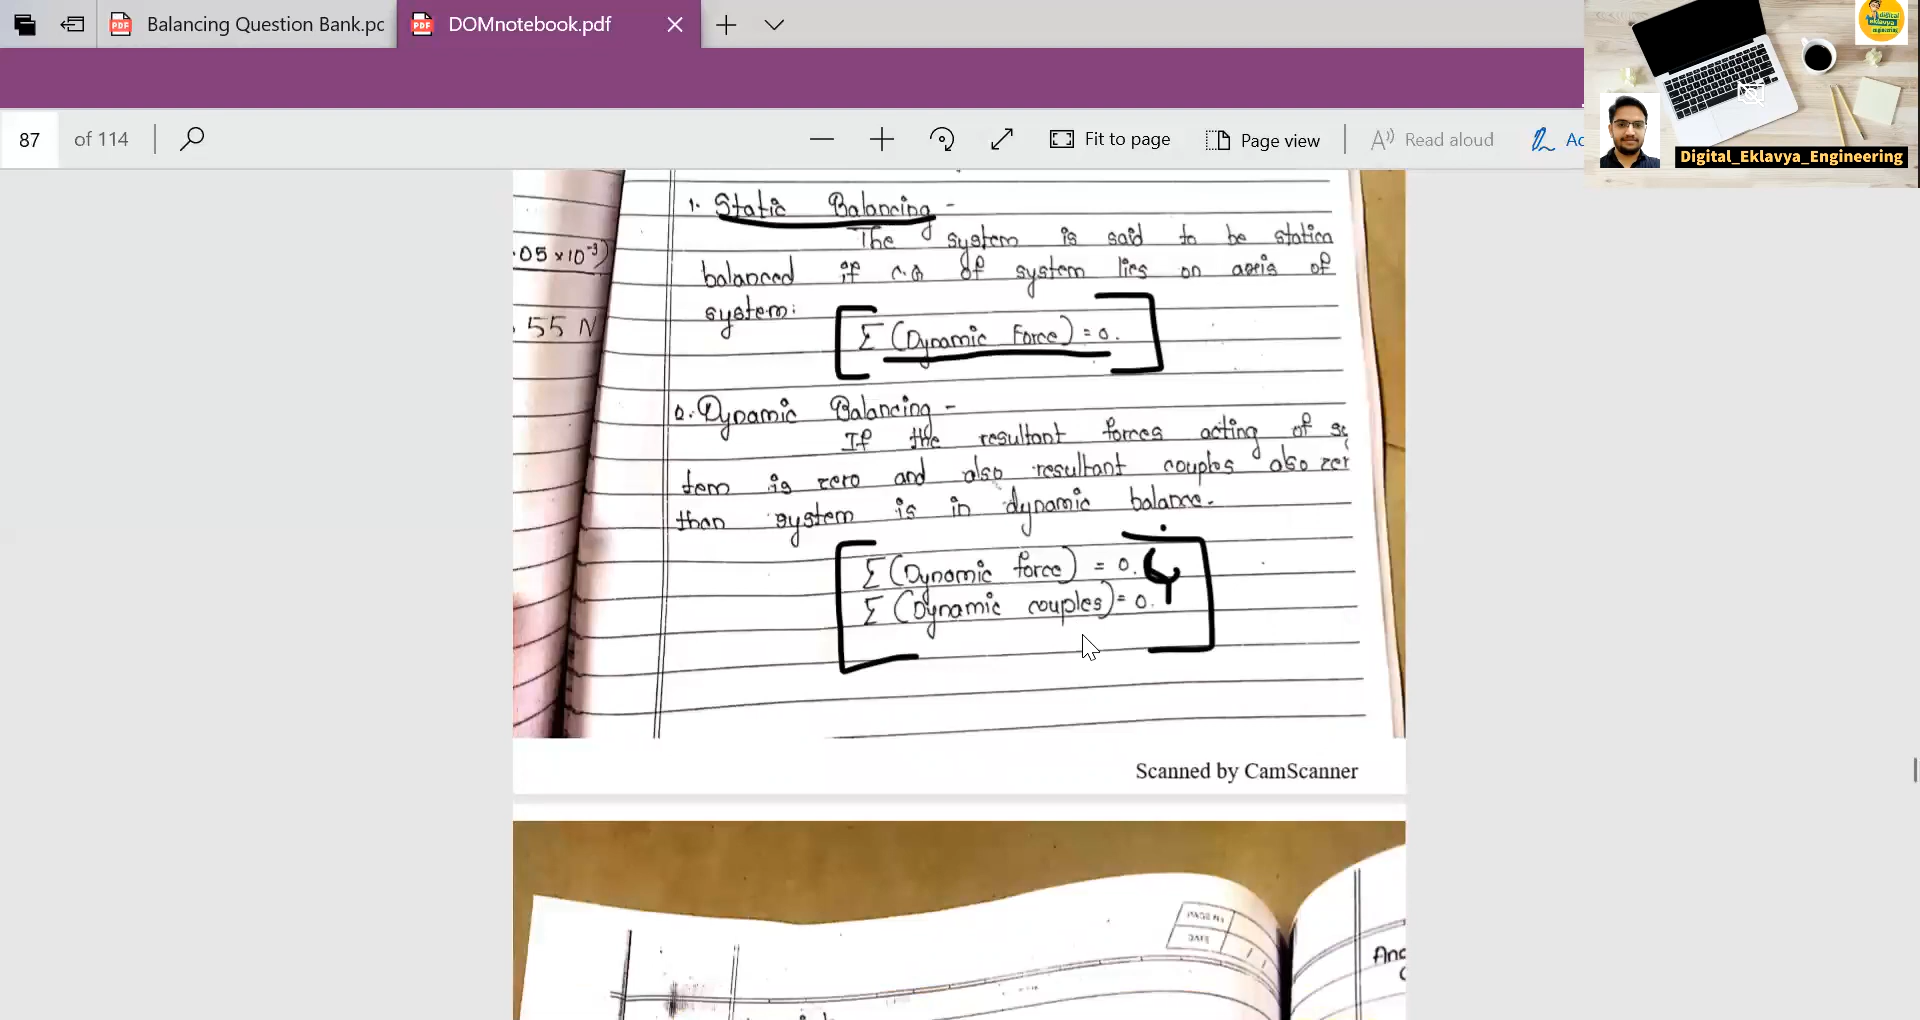 Balancing Question Bank.pc
DOMnotebook.pdf
87 of 114
Fit to page
Page view
Read aloud
Digital_Eklavya_Engineering
1. Static Balancing -
The system is said to be statica
balanced if C.G of system lies on axis of
system:
.05 × 10⁻³)
.55 N
Σ (Dynamic Force) = 0.
Dynamic Balancing -
If the resultant forces acting of sy
tem is zero and also resultant couples also zer
than system is in dynamic balance.
Σ (Dynamic force) = 0.
Σ (Dynamic couples) = 0.
Scanned by CamScanner
PAGE No
DATE